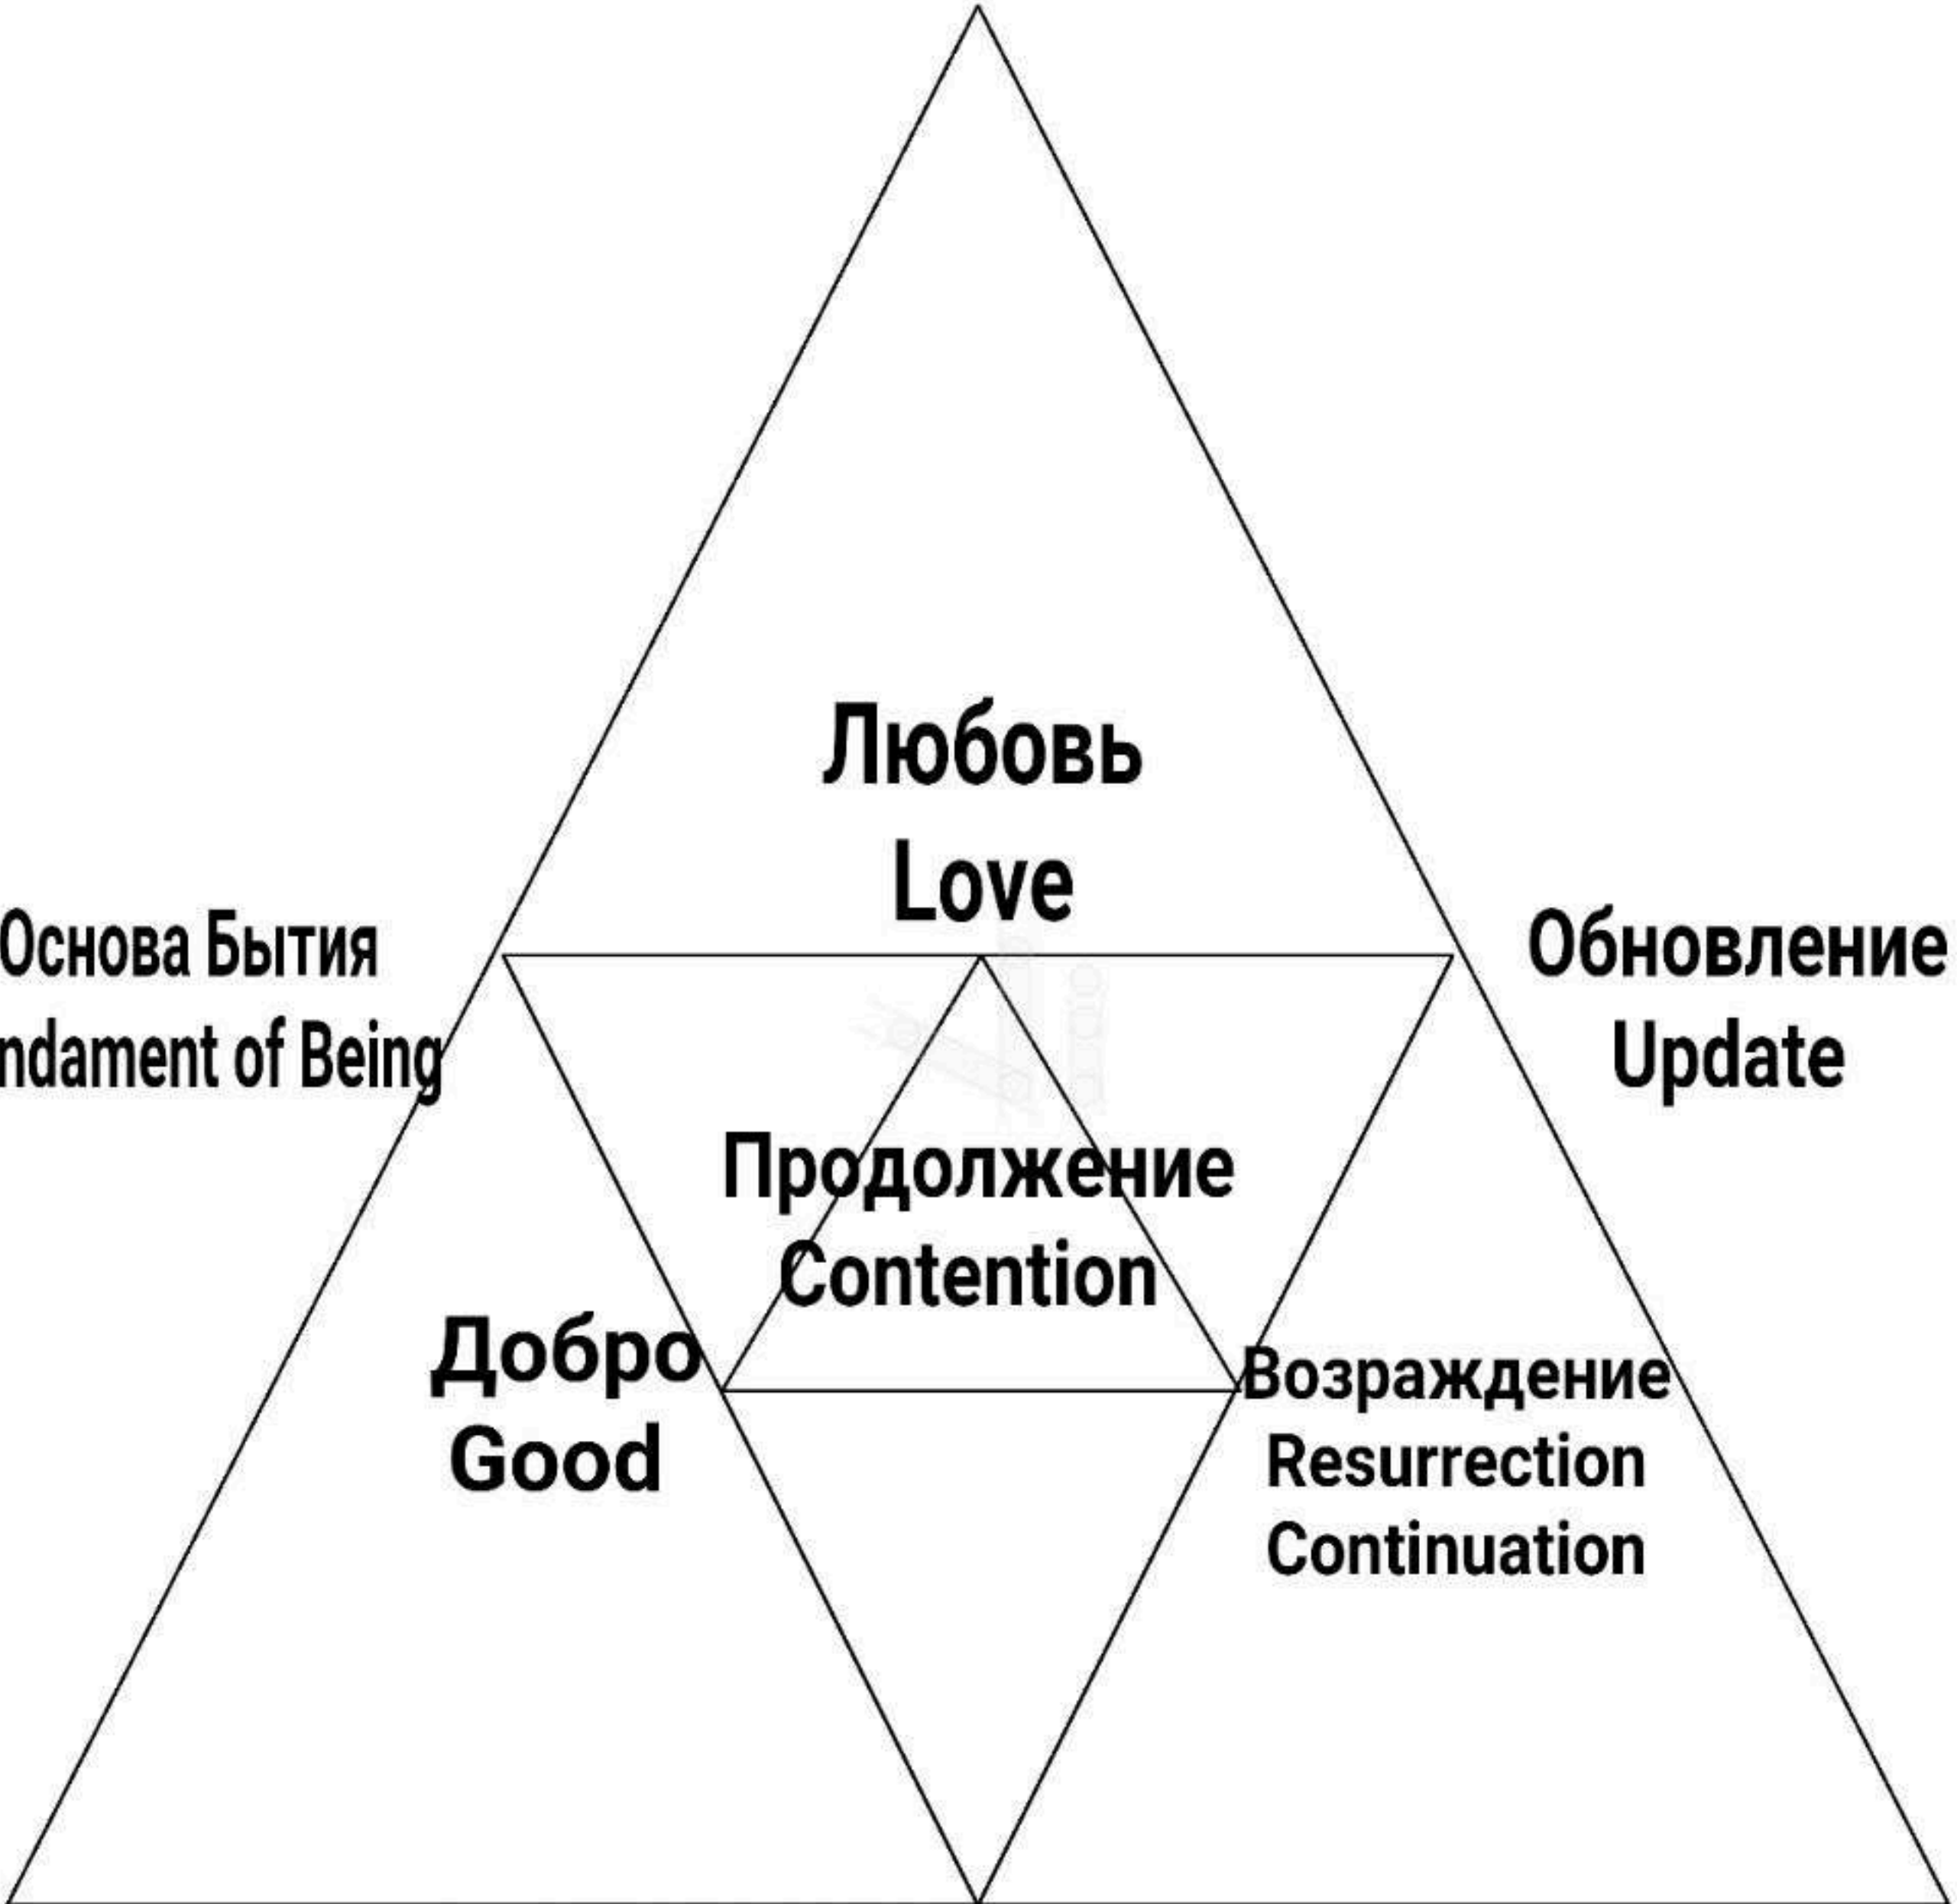 Любовь
Love
Основа Бытия
ndament of Being
Обновление
Update
Продолжение
Contention
Добро
Good
Возраждение
Resurrection
Continuation